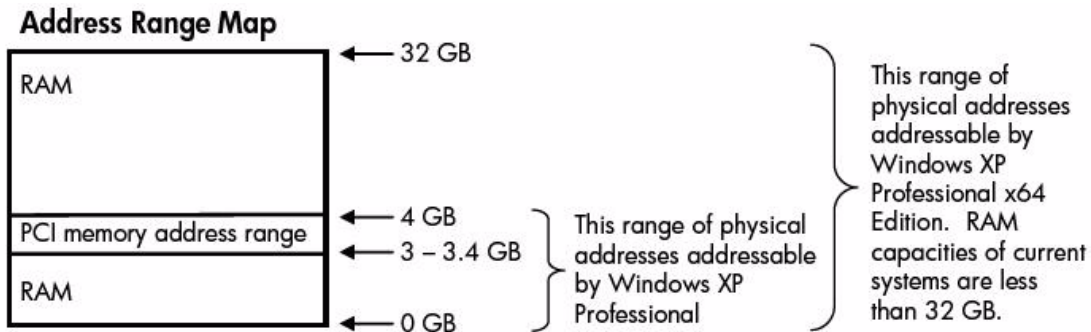 Address Range Map
RAM
PCI memory address range
RAM
32 GB
4 GB
3 – 3.4 GB
0 GB
This range of physical
addresses addressable
by Windows XP
Professional
This range of
physical addresses
addressable by
Windows XP
Professional x64
Edition.  RAM
capacities of current
systems are less
than 32 GB.